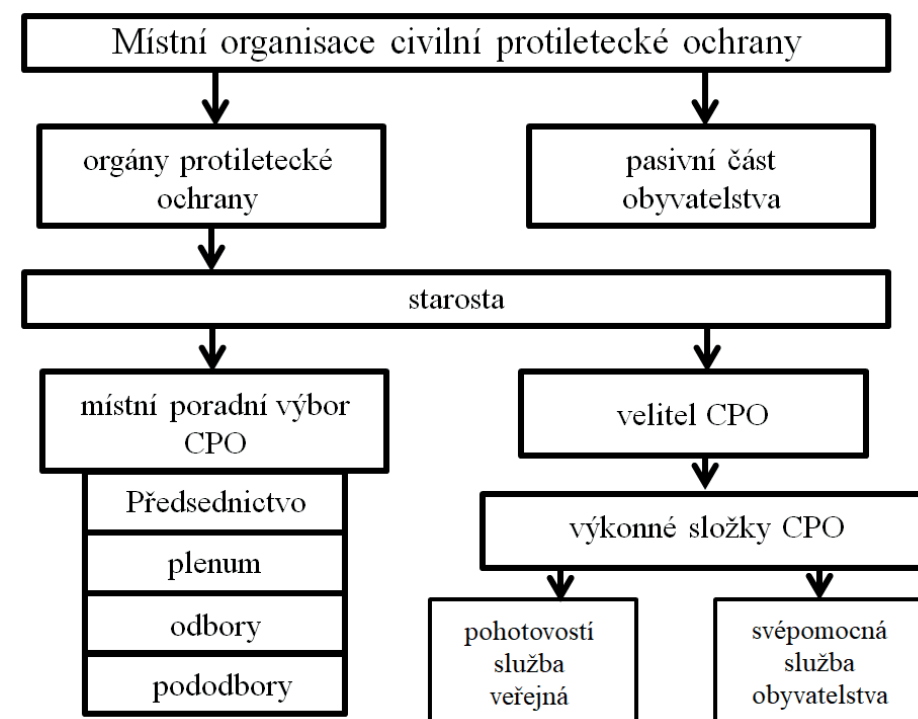 Místní organisace civilní protiletecké ochrany
orgány protiletecké
ochrany
pasivní část
obyvatelstva
starosta
místní poradní výbor
CPO
velitel CPO
Předsednictvo
plenum
odbory
pododbory
výkonné složky CPO
pohotovostí
služba
veřejná
svépomocná
služba
obyvatelstva